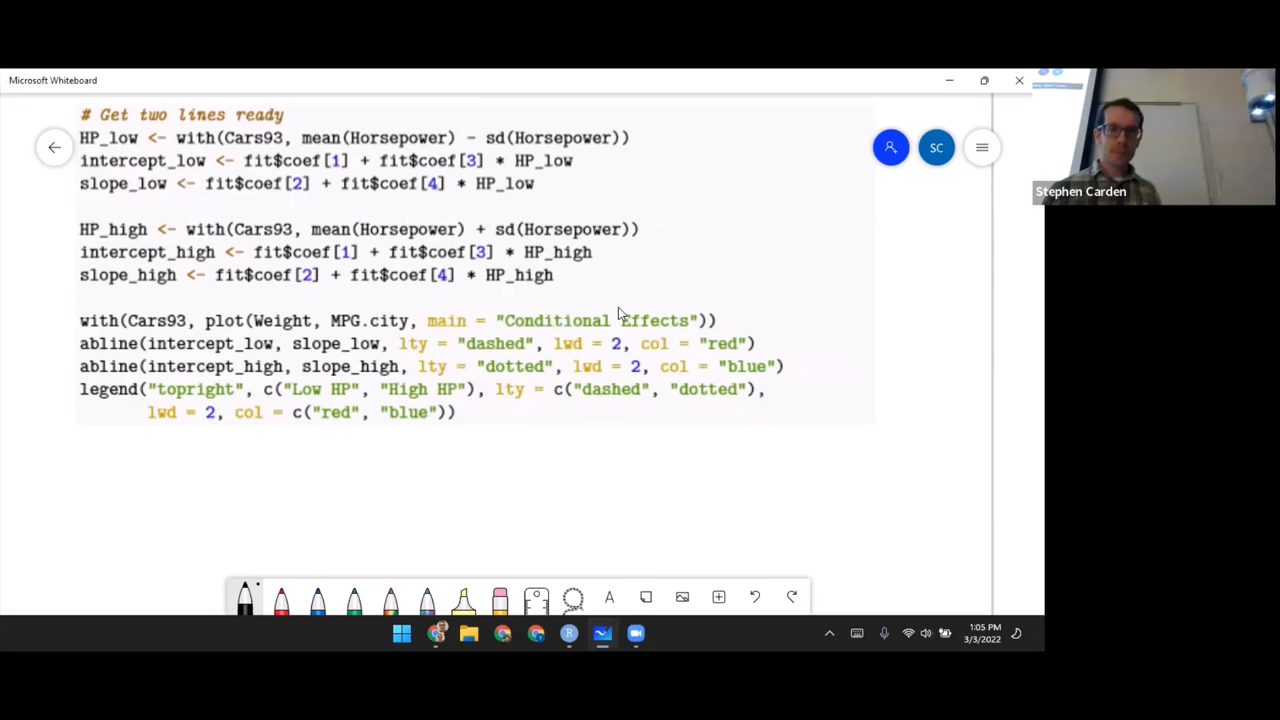 Microsoft Whiteboard
# Get two lines ready
HP_low <- with(Cars93, mean(Horsepower) - sd(Horsepower))
intercept_low <- fit$coef[1] + fit$coef[3] * HP_low
slope_low <- fit$coef[2] + fit$coef[4] * HP_low
SC
Stephen Carden
HP_high <- with(Cars93, mean(Horsepower) + sd(Horsepower))
intercept_high <- fit$coef[1] + fit$coef[3] * HP_high
slope_high <- fit$coef[2] + fit$coef[4] * HP_high
with(Cars93, plot(Weight, MPG.city, main = "Conditional Effects"))
abline(intercept_low, slope_low, lty = "dashed", lwd = 2, col = "red")
abline(intercept_high, slope_high, lty = "dotted", lwd = 2, col = "blue")
legend("topright", c("Low HP", "High HP"), lty = c("dashed", "dotted"),
lwd = 2, col = c("red", "blue"))
A
1:05 PM
3/3/2022